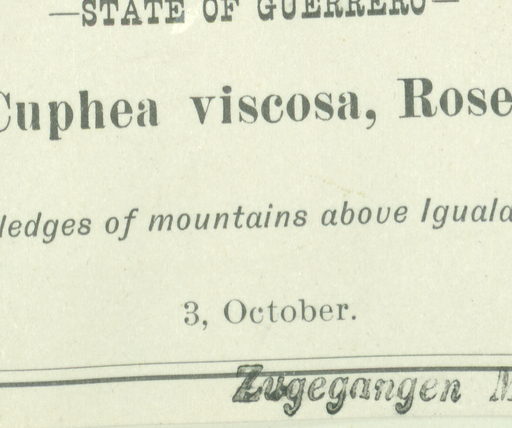 —STATE OF GUERRERO—
Cuphea viscosa, Rose
ledges of mountains above Iguala
3, October.
Zugegangen